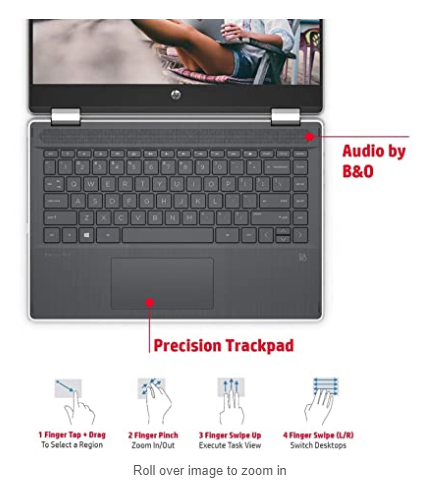 hp
Audio by
B&O
Q W E R T Y U I O P
A S D F G H J K L
Z X C V B N M
Precision Trackpad
1 Finger Tap + Drag
To Select a Region
2 Finger Pinch
Zoom In/Out
3 Finger Swipe Up
Execute Task View
4 Finger Swipe (L/R)
Switch Desktops
Roll over image to zoom in